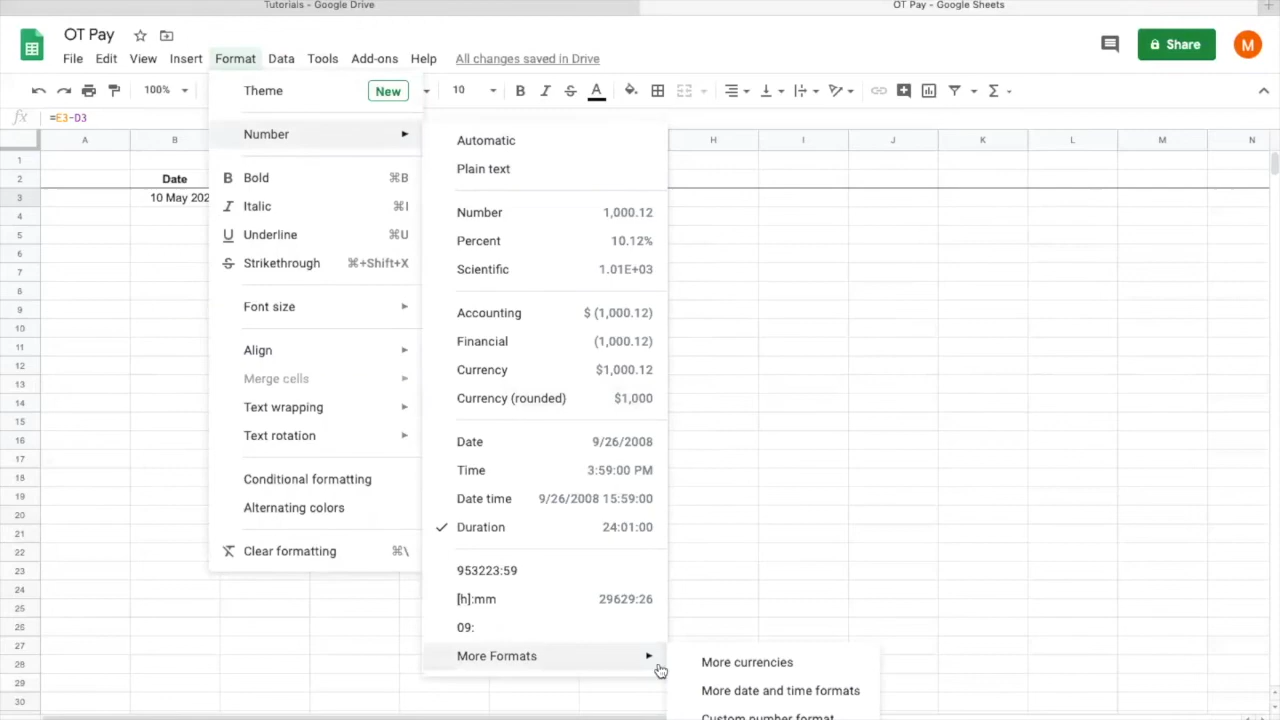 Tutorials - Google Drive
OT Pay - Google Sheets
OT Pay
File Edit View Insert Format Data Tools Add-ons Help All changes saved in Drive
Share
M
100%
10
B I S A
fx =E3-D3
A B H I J K L M N
1
2 Date
3 10 May 202
4
5
6
7
8
9
10
11
12
13
14
15
16
17
18
19
20
21
22
23
24
25
26
27
28
29
30
Theme New
Number
B Bold ⌘B
I Italic ⌘I
U Underline ⌘U
S Strikethrough ⌘+Shift+X
Font size
Align
Merge cells
Text wrapping
Text rotation
Conditional formatting
Alternating colors
Clear formatting ⌘\
Automatic
Plain text
Number 1,000.12
Percent 10.12%
Scientific 1.01E+03
Accounting $ (1,000.12)
Financial (1,000.12)
Currency $1,000.12
Currency (rounded) $1,000
Date 9/26/2008
Time 3:59:00 PM
Date time 9/26/2008 15:59:00
Duration 24:01:00
953223:59
[h]:mm 29629:26
09:
More Formats
More currencies
More date and time formats
Custom number format